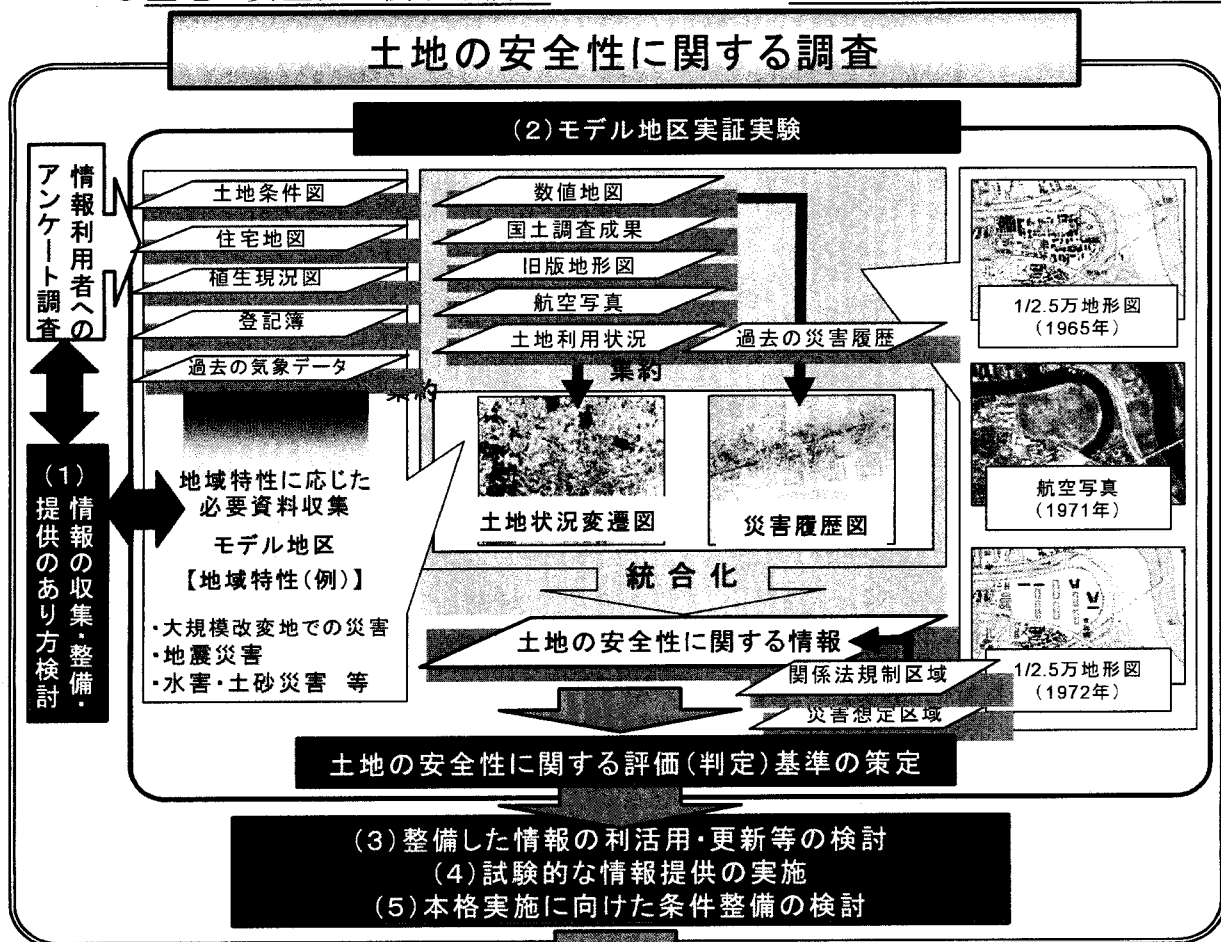 土地の安全性に関する調査
(2)モデル地区実証実験
情報利用者への
アンケート調査
(1)情報の収集・整備・
提供のあり方検討
土地条件図
住宅地図
植生現況図
登記簿
過去の気象データ
集約
地域特性に応じた
必要資料収集
モデル地区
【地域特性(例)】
・大規模改変地での災害
・地震災害
・水害・土砂災害 等
数値地図
国土調査成果
旧版地形図
航空写真
土地利用状況
過去の災害履歴
集約
土地状況変遷図
災害履歴図
統合化
土地の安全性に関する情報
関係法規制区域
災害想定区域
1/2.5万地形図
(1965年)
航空写真
(1971年)
1/2.5万地形図
(1972年)
土地の安全性に関する評価(判定)基準の策定
(3)整備した情報の利活用・更新等の検討
(4)試験的な情報提供の実施
(5)本格実施に向けた条件整備の検討